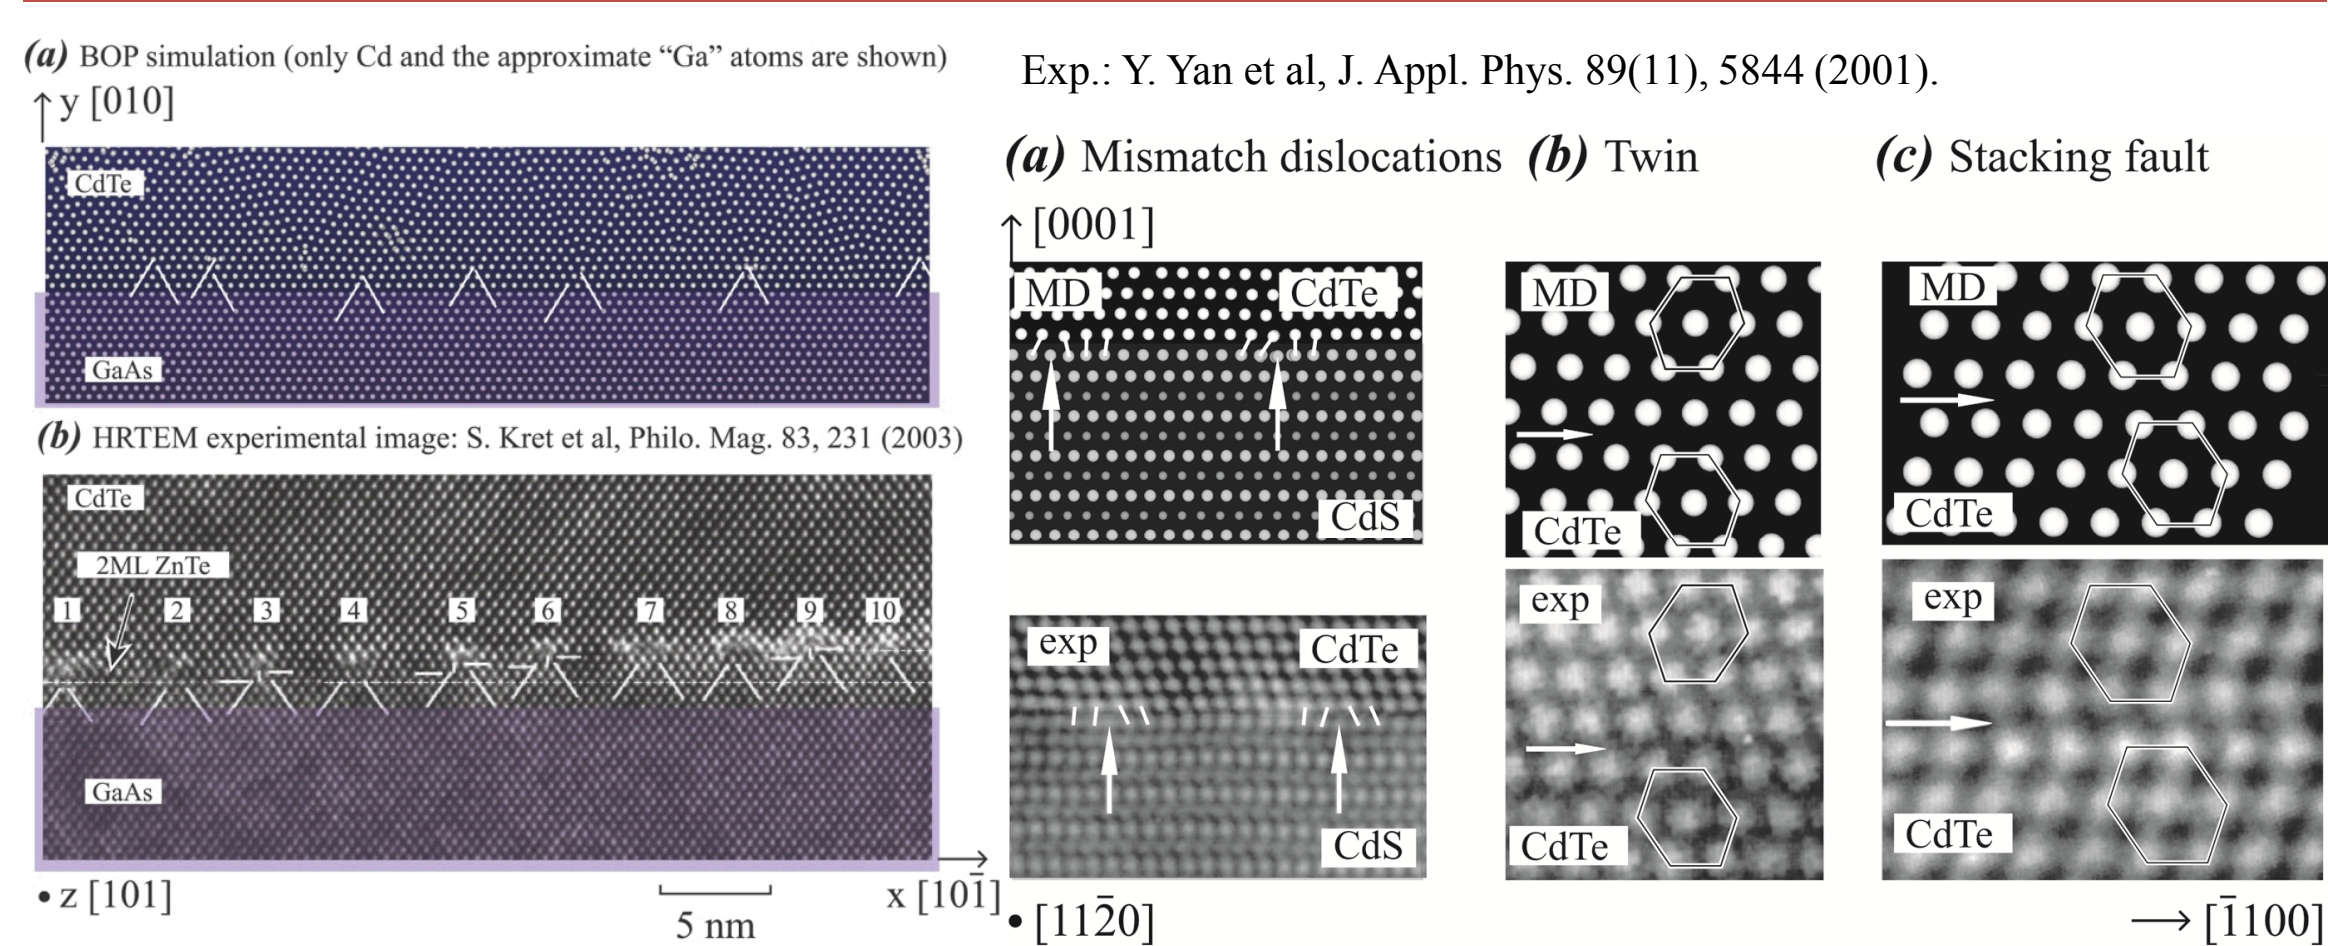 (a) BOP simulation (only Cd and the approximate “Ga” atoms are shown)
y [010]
CdTe
GaAs
(b) HRTEM experimental image: S. Kret et al, Philo. Mag. 83, 231 (2003)
CdTe
2ML ZnTe
1 2 3 4 5 6 7 8 9 10
GaAs
• z [101]
x [101̄]
5 nm
Exp.: Y. Yan et al, J. Appl. Phys. 89(11), 5844 (2001).
(a) Mismatch dislocations
[0001]
MD
CdTe
CdS
exp
CdTe
CdS
• [112̄0]
(b) Twin
MD
CdTe
exp
CdTe
(c) Stacking fault
MD
CdTe
exp
CdTe
[1̄100]